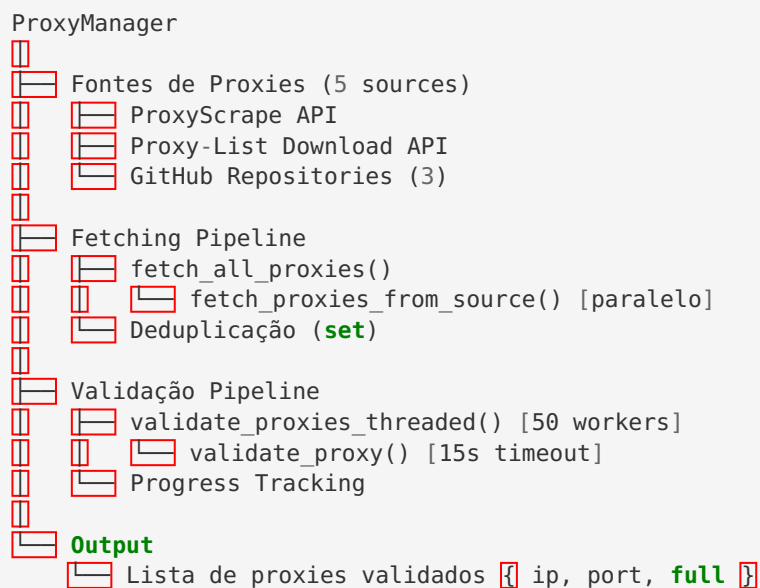 ProxyManager
│
├── Fontes de Proxies (5 sources)
│   ├── ProxyScrape API
│   ├── Proxy-List Download API
│   └── GitHub Repositories (3)
│
├── Fetching Pipeline
│   ├── fetch_all_proxies()
│   │   └── fetch_proxies_from_source() [paralelo]
│   └── Deduplicação (set)
│
├── Validação Pipeline
│   ├── validate_proxies_threaded() [50 workers]
│   │   └── validate_proxy() [15s timeout]
│   └── Progress Tracking
│
└── Output
    └── Lista de proxies validados { ip, port, full }